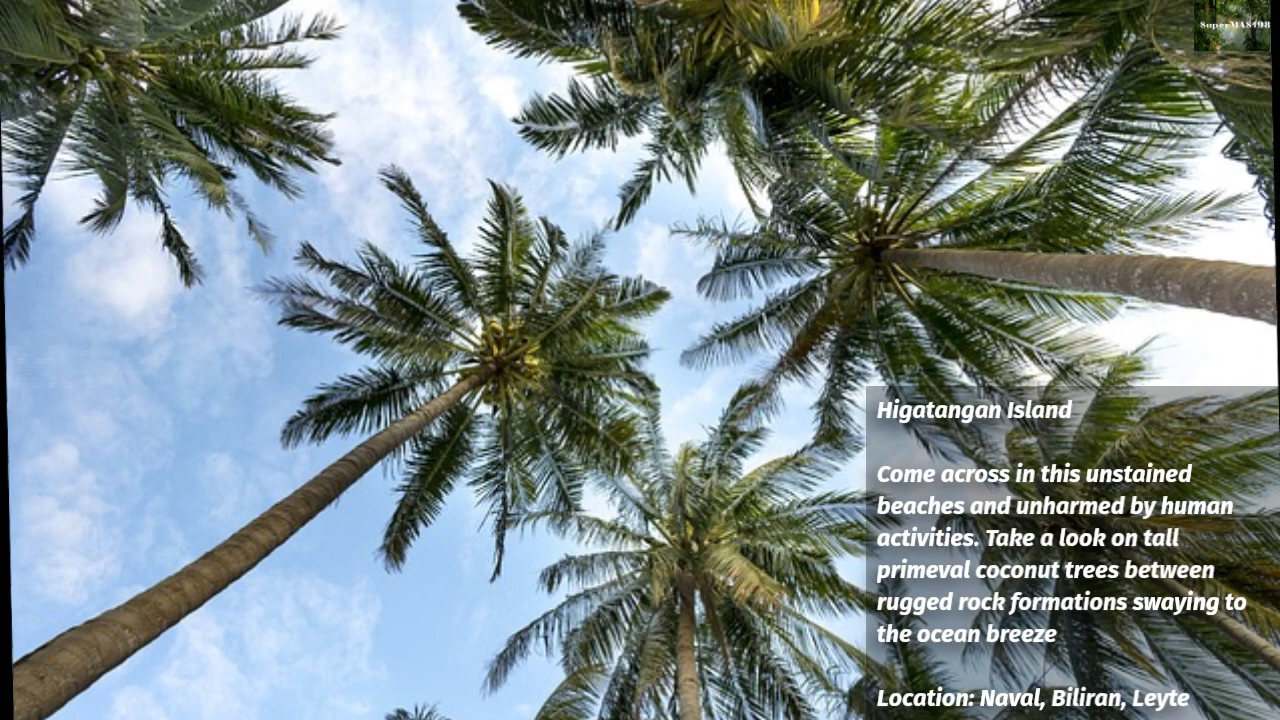 SuperMAS498
Higatangan Island
Come across in this unstained
beaches and unharmed by human
activities. Take a look on tall
primeval coconut trees between
rugged rock formations swaying to
the ocean breeze
Location: Naval, Biliran, Leyte